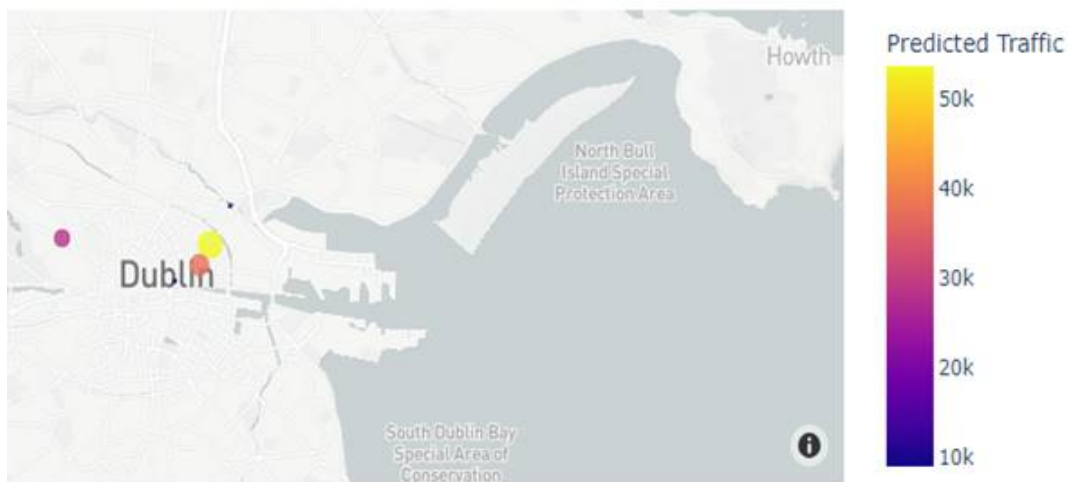 Howth
Predicted Traffic
50k
North Bull
Island Special
Protection Area
40k
Dublin
30k
20k
South Dublin Bay
Special Area of
Conservation
10k
i